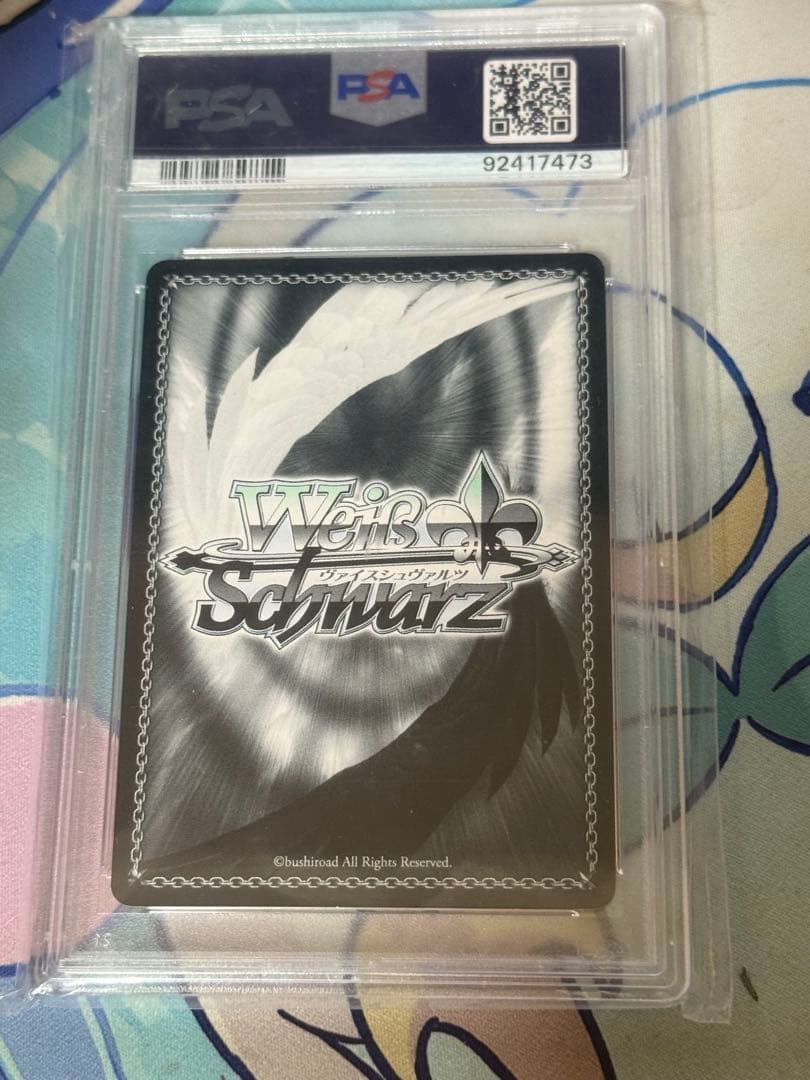 PSA
PSA
92417473
Weiß
ヴァイスシュヴァルツ
Schwarz
©bushiroad All Rights Reserved.